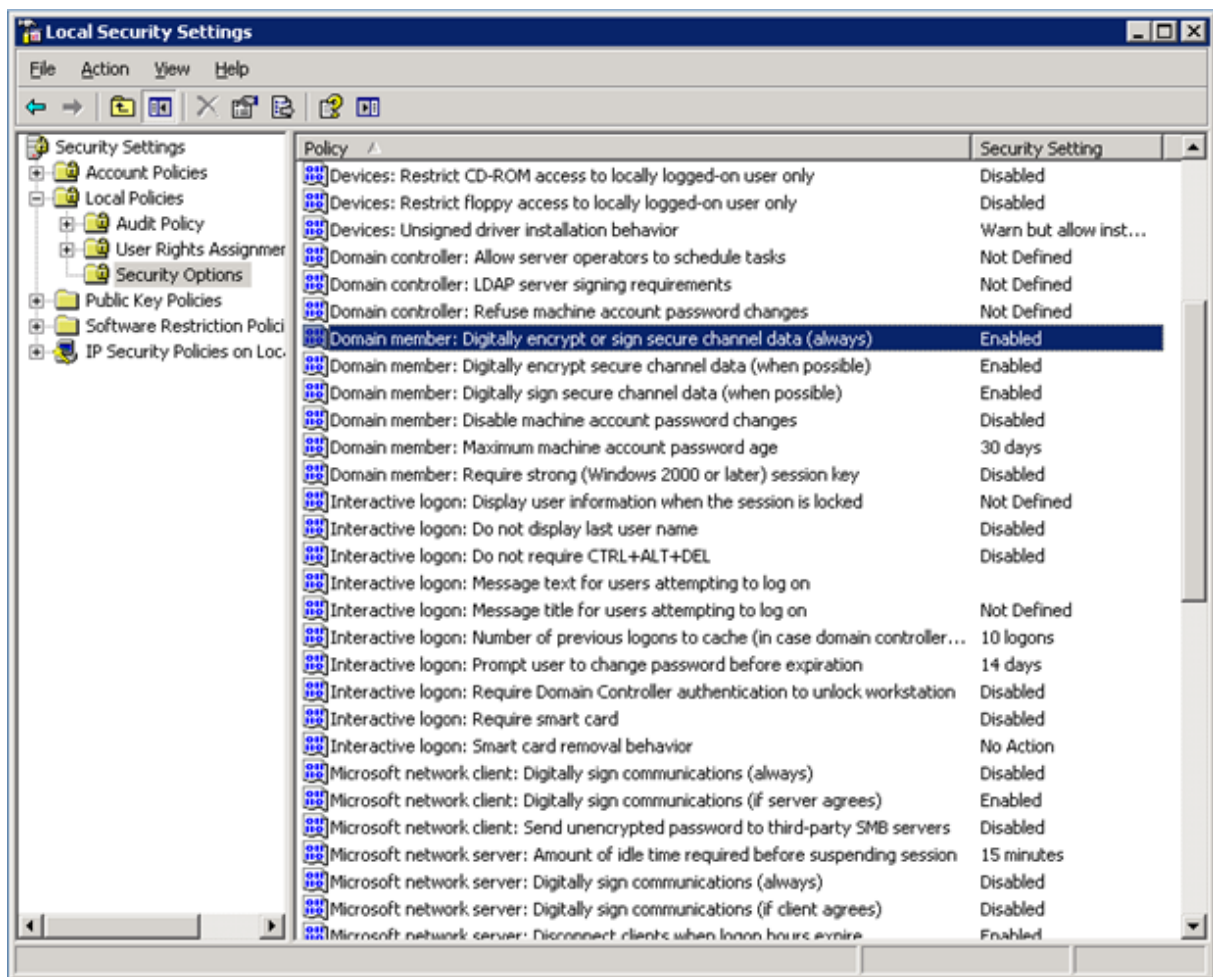 Local Security Settings
File Action View Help
Security Settings
Account Policies
Local Policies
Audit Policy
User Rights Assignmer
Security Options
Public Key Policies
Software Restriction Polici
IP Security Policies on Loc
Policy Security Setting
Devices: Restrict CD-ROM access to locally logged-on user only Disabled
Devices: Restrict floppy access to locally logged-on user only Disabled
Devices: Unsigned driver installation behavior Warn but allow inst...
Domain controller: Allow server operators to schedule tasks Not Defined
Domain controller: LDAP server signing requirements Not Defined
Domain controller: Refuse machine account password changes Not Defined
Domain member: Digitally encrypt or sign secure channel data (always) Enabled
Domain member: Digitally encrypt secure channel data (when possible) Enabled
Domain member: Digitally sign secure channel data (when possible) Enabled
Domain member: Disable machine account password changes Disabled
Domain member: Maximum machine account password age 30 days
Domain member: Require strong (Windows 2000 or later) session key Disabled
Interactive logon: Display user information when the session is locked Not Defined
Interactive logon: Do not display last user name Disabled
Interactive logon: Do not require CTRL+ALT+DEL Disabled
Interactive logon: Message text for users attempting to log on
Interactive logon: Message title for users attempting to log on Not Defined
Interactive logon: Number of previous logons to cache (in case domain controller... 10 logons
Interactive logon: Prompt user to change password before expiration 14 days
Interactive logon: Require Domain Controller authentication to unlock workstation Disabled
Interactive logon: Require smart card Disabled
Interactive logon: Smart card removal behavior No Action
Microsoft network client: Digitally sign communications (always) Disabled
Microsoft network client: Digitally sign communications (if server agrees) Enabled
Microsoft network client: Send unencrypted password to third-party SMB servers Disabled
Microsoft network server: Amount of idle time required before suspending session 15 minutes
Microsoft network server: Digitally sign communications (always) Disabled
Microsoft network server: Digitally sign communications (if client agrees) Disabled
Microsoft network server: Disconnect clients when logon hours expire Enabled